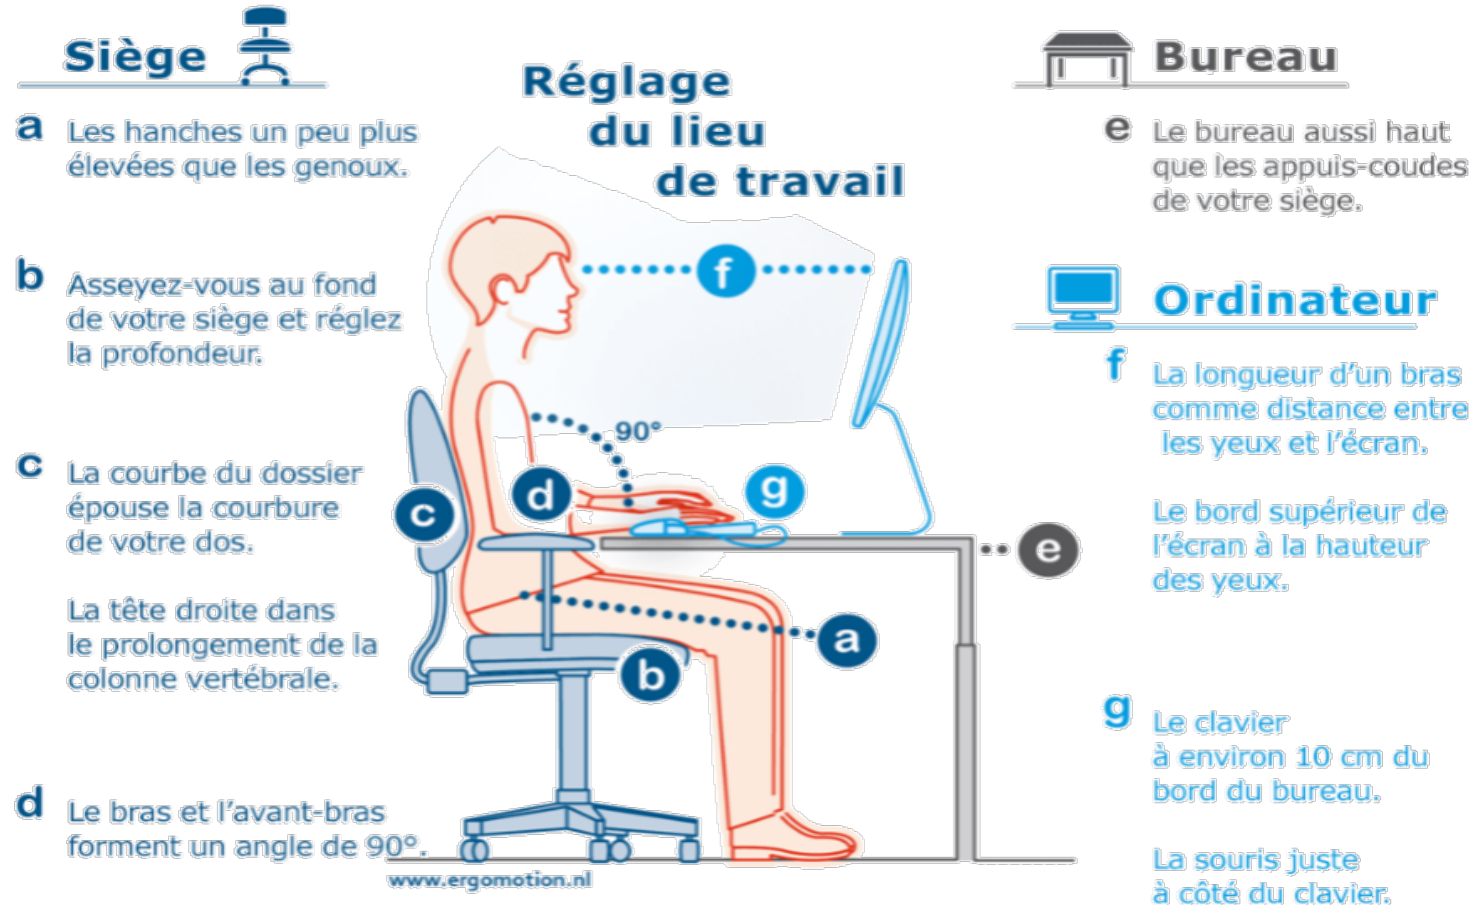 Siège
a Les hanches un peu plus
élevées que les genoux.
b Asseyez-vous au fond
de votre siège et réglez
la profondeur.
c La courbe du dossier
épouse la courbure
de votre dos.
La tête droite dans
le prolongement de la
colonne vertébrale.
d Le bras et l'avant-bras
forment un angle de 90°.
Réglage
du lieu
de travail
f
90°
d
g
c
e
a
b
www.ergomotion.nl
Bureau
e Le bureau aussi haut
que les appuis-coudes
de votre siège.
Ordinateur
f La longueur d'un bras
comme distance entre
les yeux et l'écran.
Le bord supérieur de
l'écran à la hauteur
des yeux.
g Le clavier
à environ 10 cm du
bord du bureau.
La souris juste
à côté du clavier.